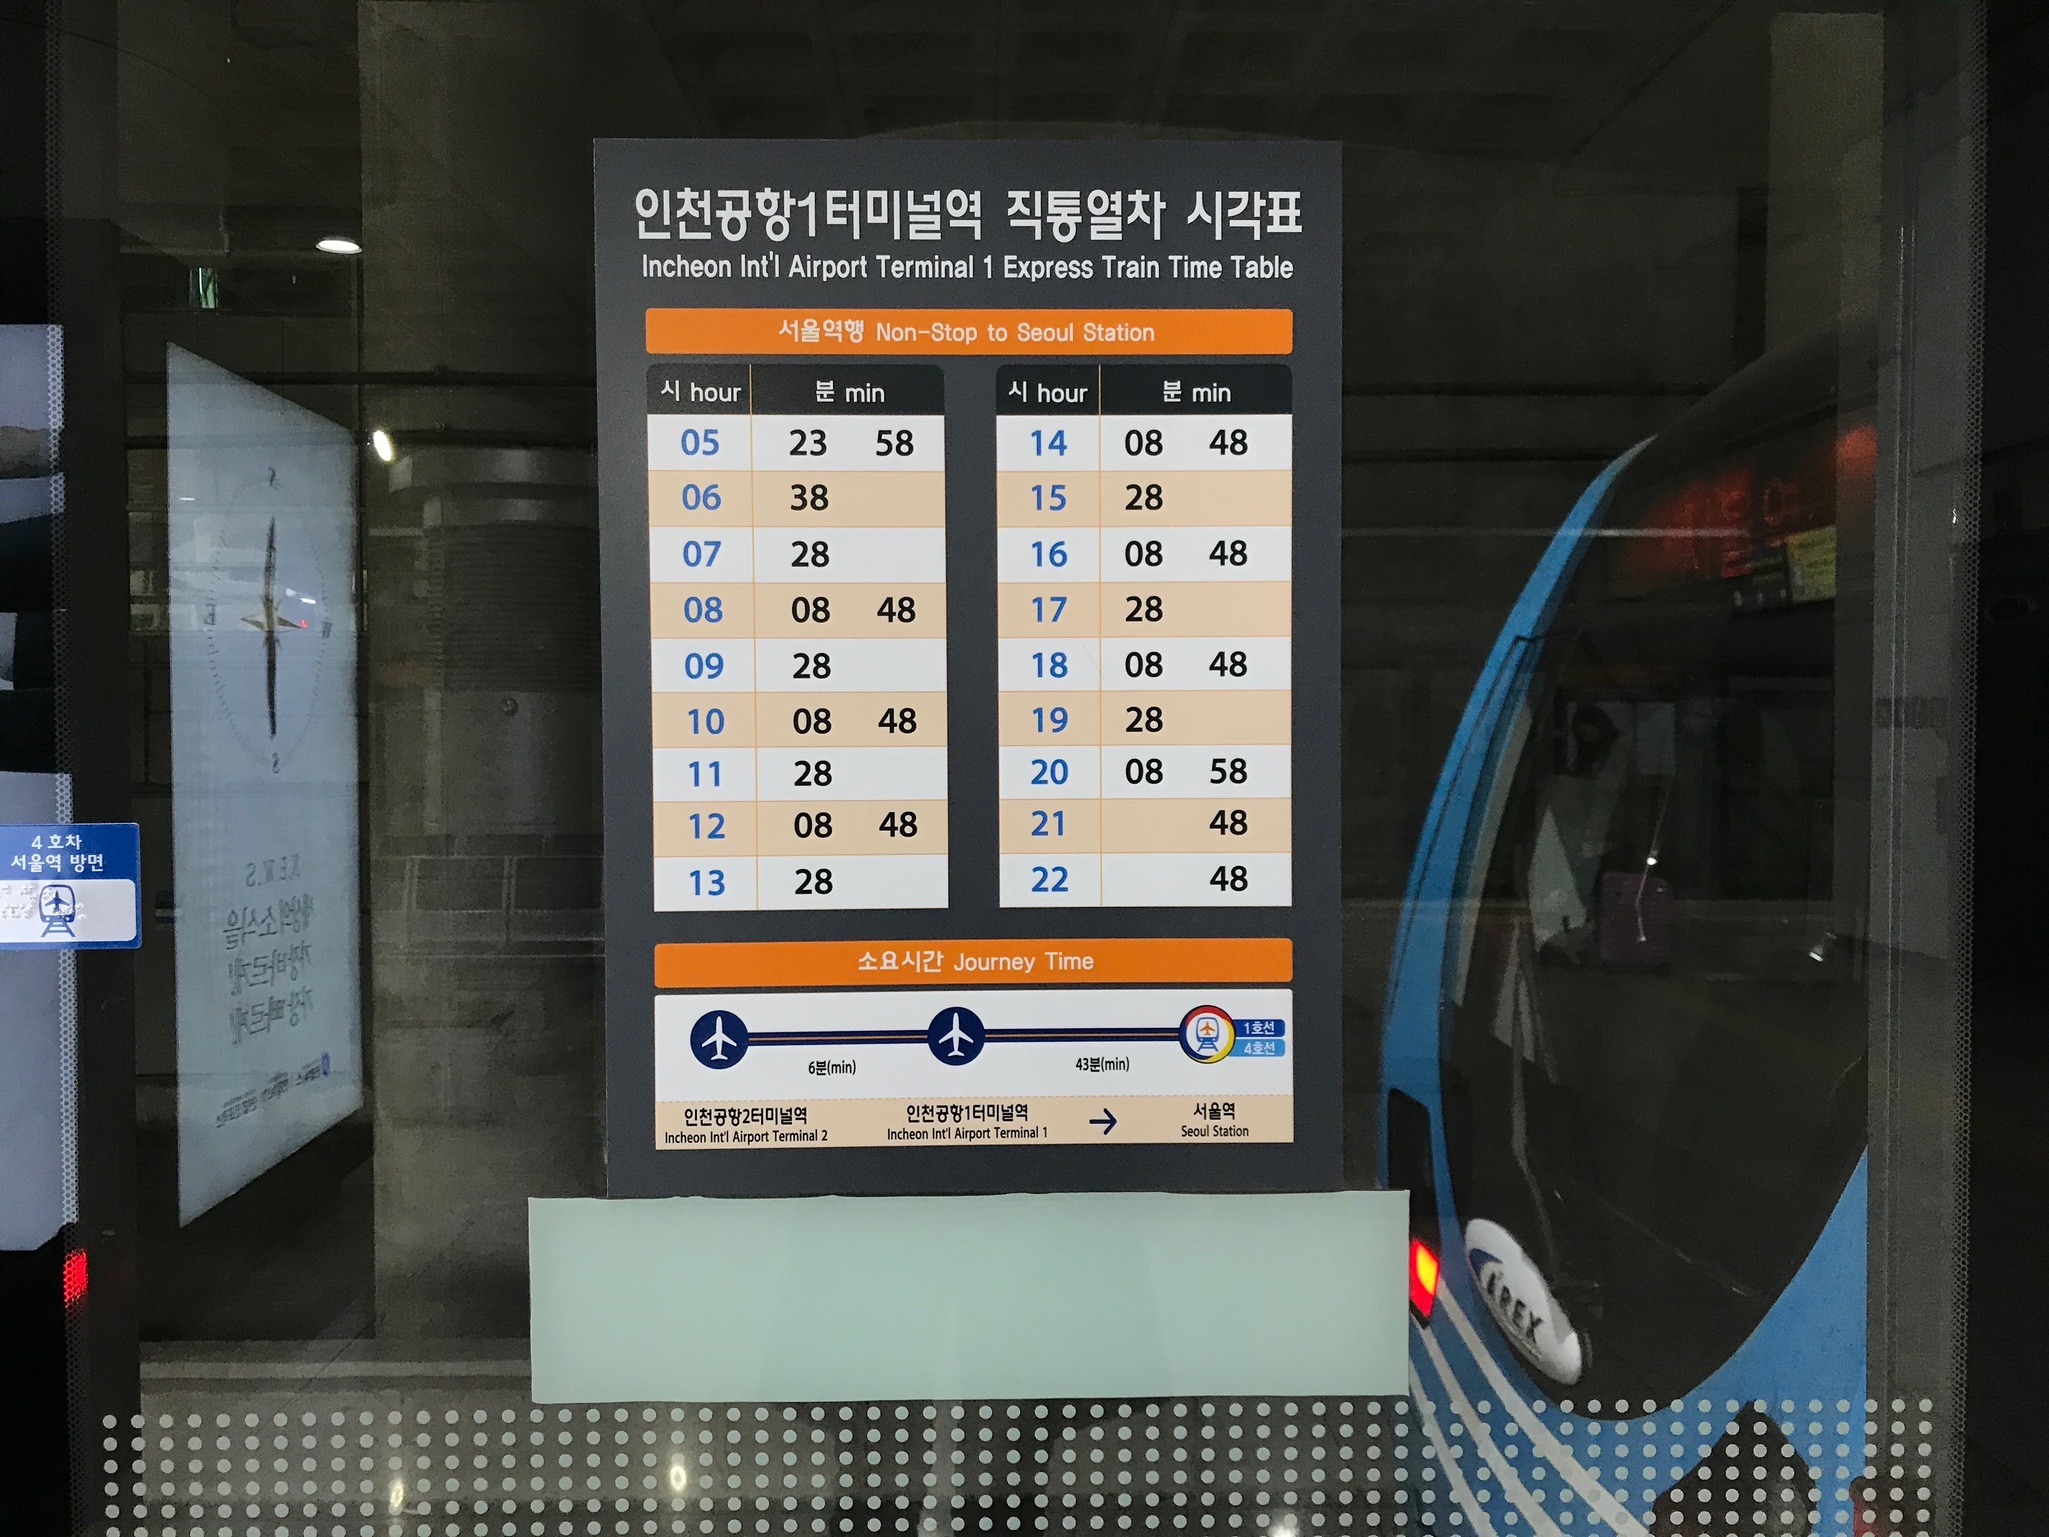 인천공항1터미널역 직통열차 시각표
Incheon Int'l Airport Terminal 1 Express Train Time Table
서울역행 Non-Stop to Seoul Station
시 hour 분 min 시 hour 분 min
05 23 58 14 08 48
06 38 15 28
07 28 16 08 48
08 08 48 17 28
09 28 18 08 48
10 08 48 19 28
11 28 20 08 58
12 08 48 21 48
13 28 22 48
소요시간 Journey Time
1호선
4호선
6분(min) 43분(min)
인천공항2터미널역 인천공항1터미널역 → 서울역
Incheon Int'l Airport Terminal 2 Incheon Int'l Airport Terminal 1 Seoul Station
4 호차
서울역 방면
AREX